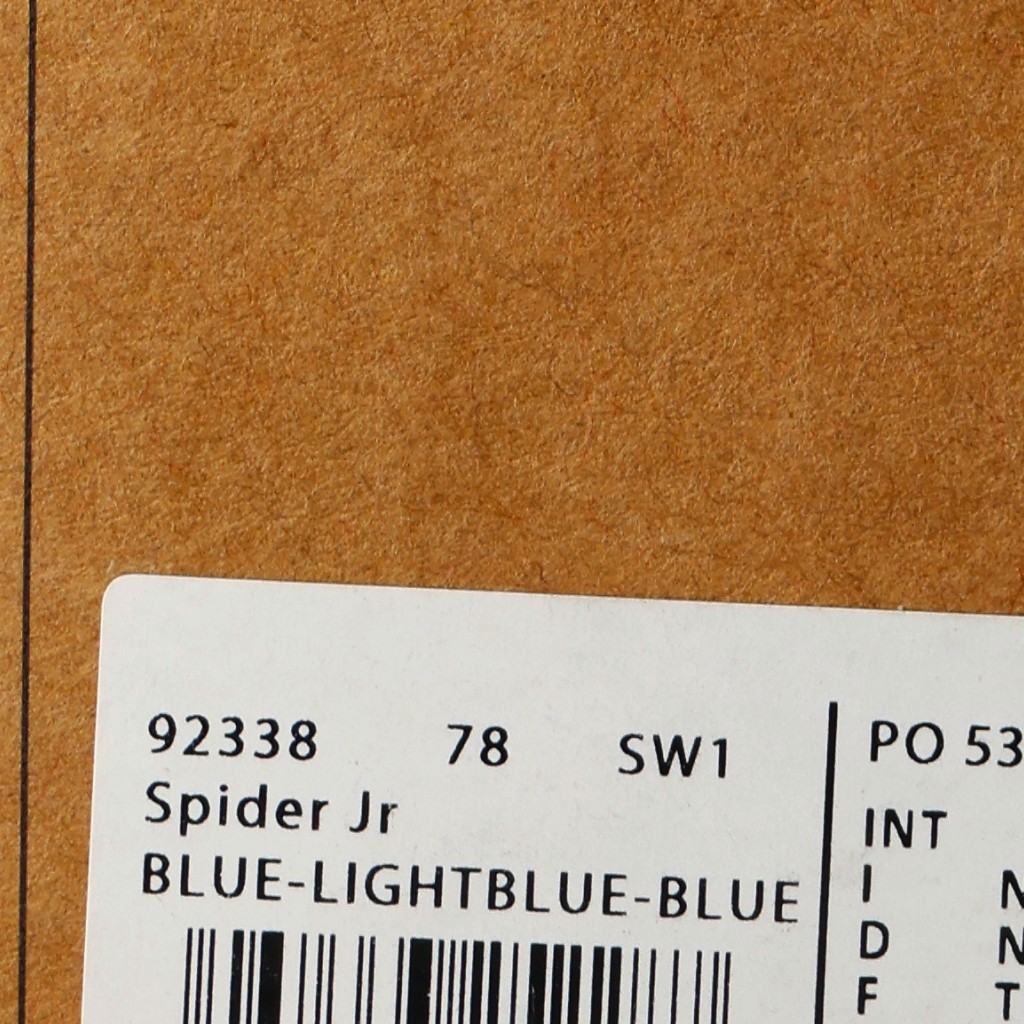 92338 78 SW1
Spider Jr
BLUE-LIGHTBLUE-BLUE
PO 53
INT
I
D
F T